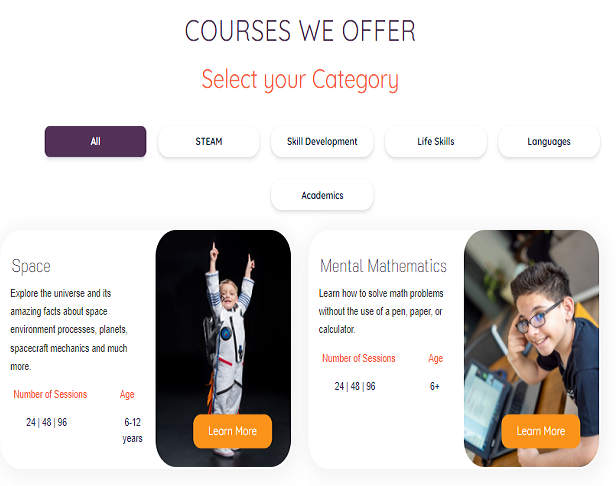 COURSES WE OFFER
Select your Category
All
STEAM
Skill Development
Life Skills
Languages
Academics
Space
Explore the universe and its
amazing facts about space
environment processes, planets,
spacecraft mechanics and much
more.
Number of Sessions
Age
24 | 48 | 96
6-12
years
Learn More
Mental Mathematics
Learn how to solve math problems
without the use of a pen, paper, or
calculator.
Number of Sessions
Age
24 | 48 | 96
6+
Learn More